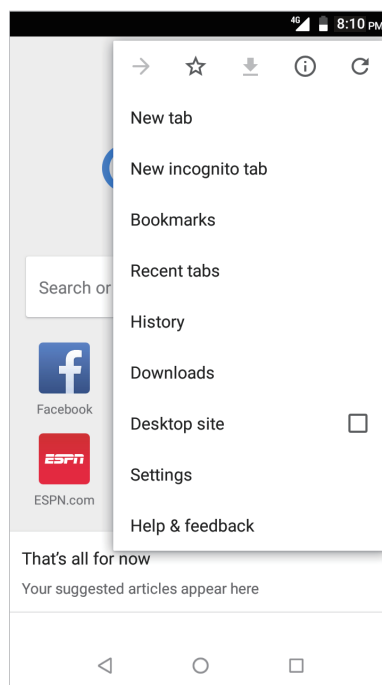 4G 8:10 PM
New tab
New incognito tab
Bookmarks
Recent tabs
Search or
History
Downloads
Facebook
Desktop site
ESPN
Settings
ESPN.com
Help & feedback
That's all for now
Your suggested articles appear here